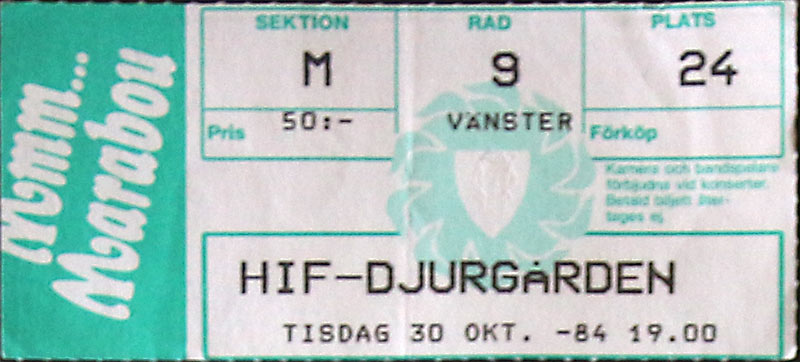 Mmm...
Marabou
SEKTION RAD PLATS
M 9 24
Pris 50:- VÄNSTER Förköp
Kamera och bandspelare
förbjudna vid konserter.
Betald biljett åter-
tages ej.
HIF-DJURGÅRDEN
TISDAG 30 OKT. -84 19.00